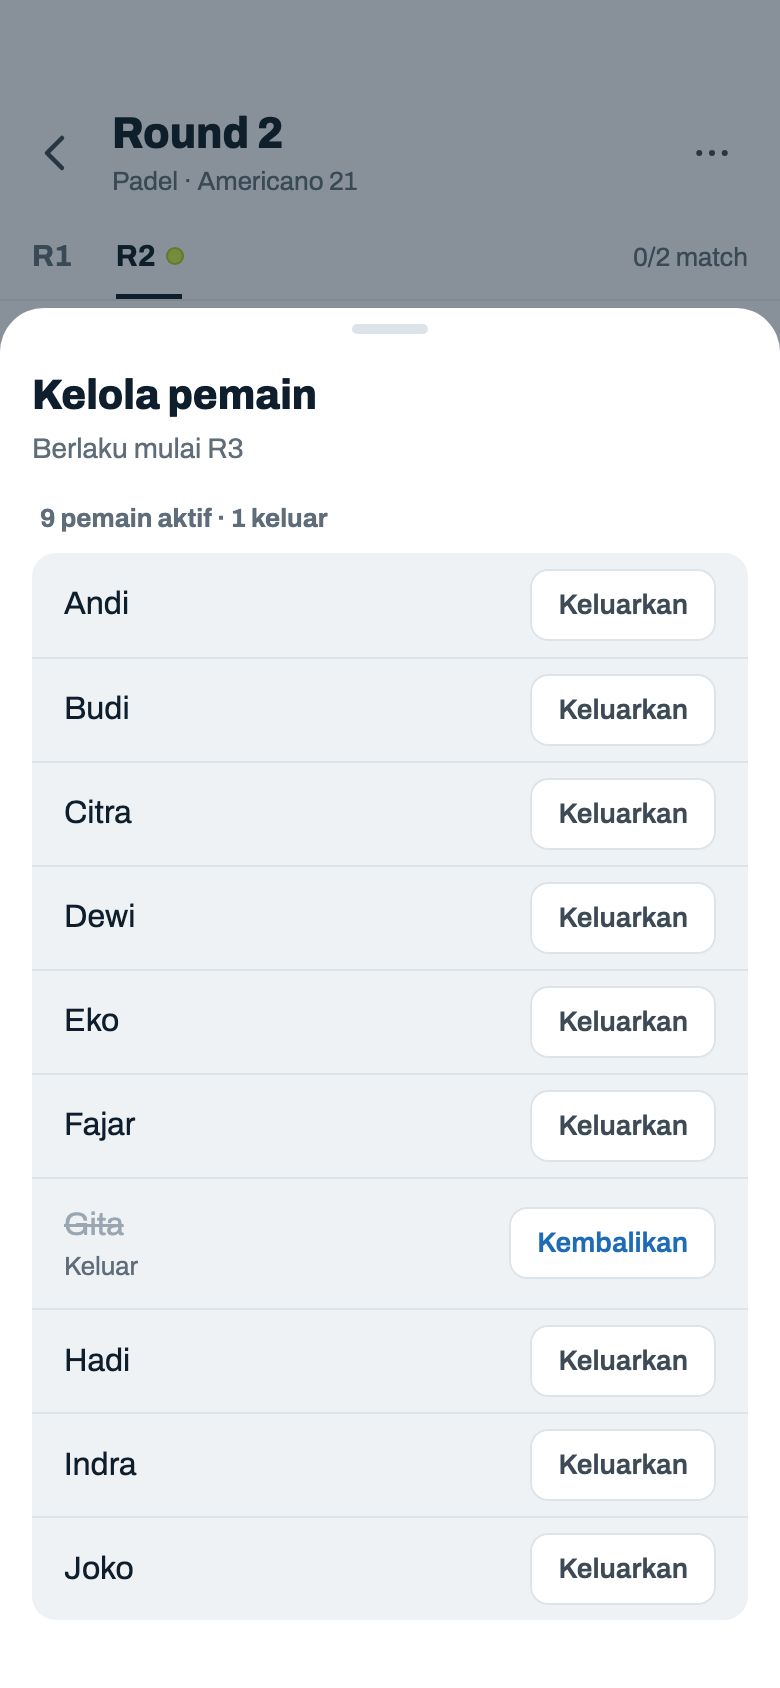 Round 2
Padel · Americano 21
R1 R2 0/2 match
Kelola pemain
Berlaku mulai R3
9 pemain aktif · 1 keluar
Andi Keluarkan
Budi Keluarkan
Citra Keluarkan
Dewi Keluarkan
Eko Keluarkan
Fajar Keluarkan
Gita Kembalikan
Keluar
Hadi Keluarkan
Indra Keluarkan
Joko Keluarkan